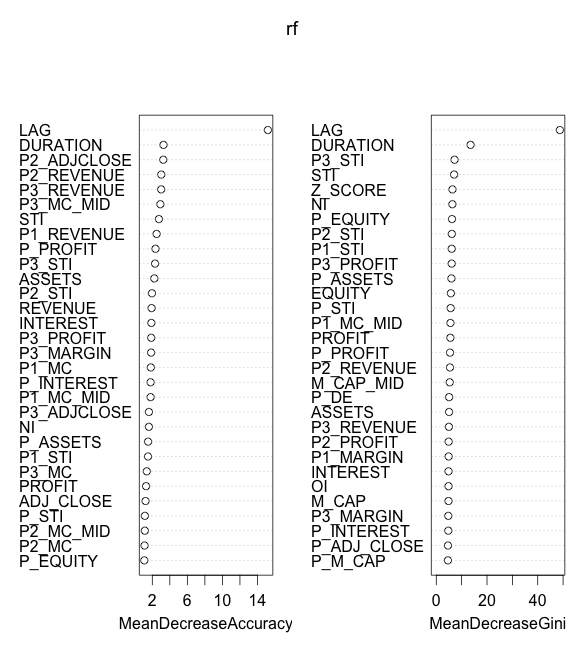 rf
LAG
DURATION
P2_ADJCLOSE
P2_REVENUE
P3_REVENUE
P3_MC_MID
STI
P1_REVENUE
P_PROFIT
P3_STI
ASSETS
P2_STI
REVENUE
INTEREST
P3_PROFIT
P3_MARGIN
P1_MC
P_INTEREST
P1_MC_MID
P3_ADJCLOSE
NI
P_ASSETS
P1_STI
P3_MC
PROFIT
ADJ_CLOSE
P_STI
P2_MC_MID
P2_MC
P_EQUITY
2 6 10 14
MeanDecreaseAccuracy
LAG
DURATION
P3_STI
STI
Z_SCORE
NI
P_EQUITY
P2_STI
P1_STI
P3_PROFIT
P_ASSETS
EQUITY
P_STI
P1_MC_MID
PROFIT
P_PROFIT
P2_REVENUE
M_CAP_MID
P_DE
ASSETS
P3_REVENUE
P2_PROFIT
P1_MARGIN
INTEREST
OI
M_CAP
P3_MARGIN
P_INTEREST
P_ADJ_CLOSE
P_M_CAP
0 20 40
MeanDecreaseGini